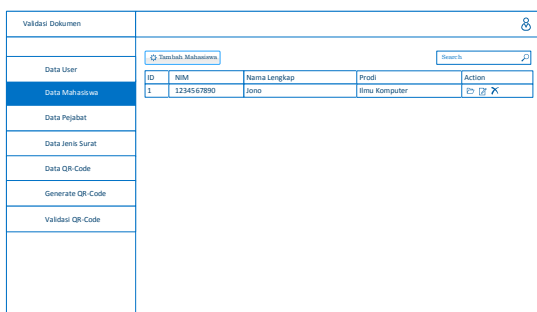 Validasi Dokumen
Data User
Data Mahasiswa
Data Pejabat
Data Jenis Surat
Data QR-Code
Generate QR-Code
Validasi QR-Code
Tambah Mahasiswa
Search
ID NIM Nama Lengkap Prodi Action
1 1234567890 Jono Ilmu Komputer